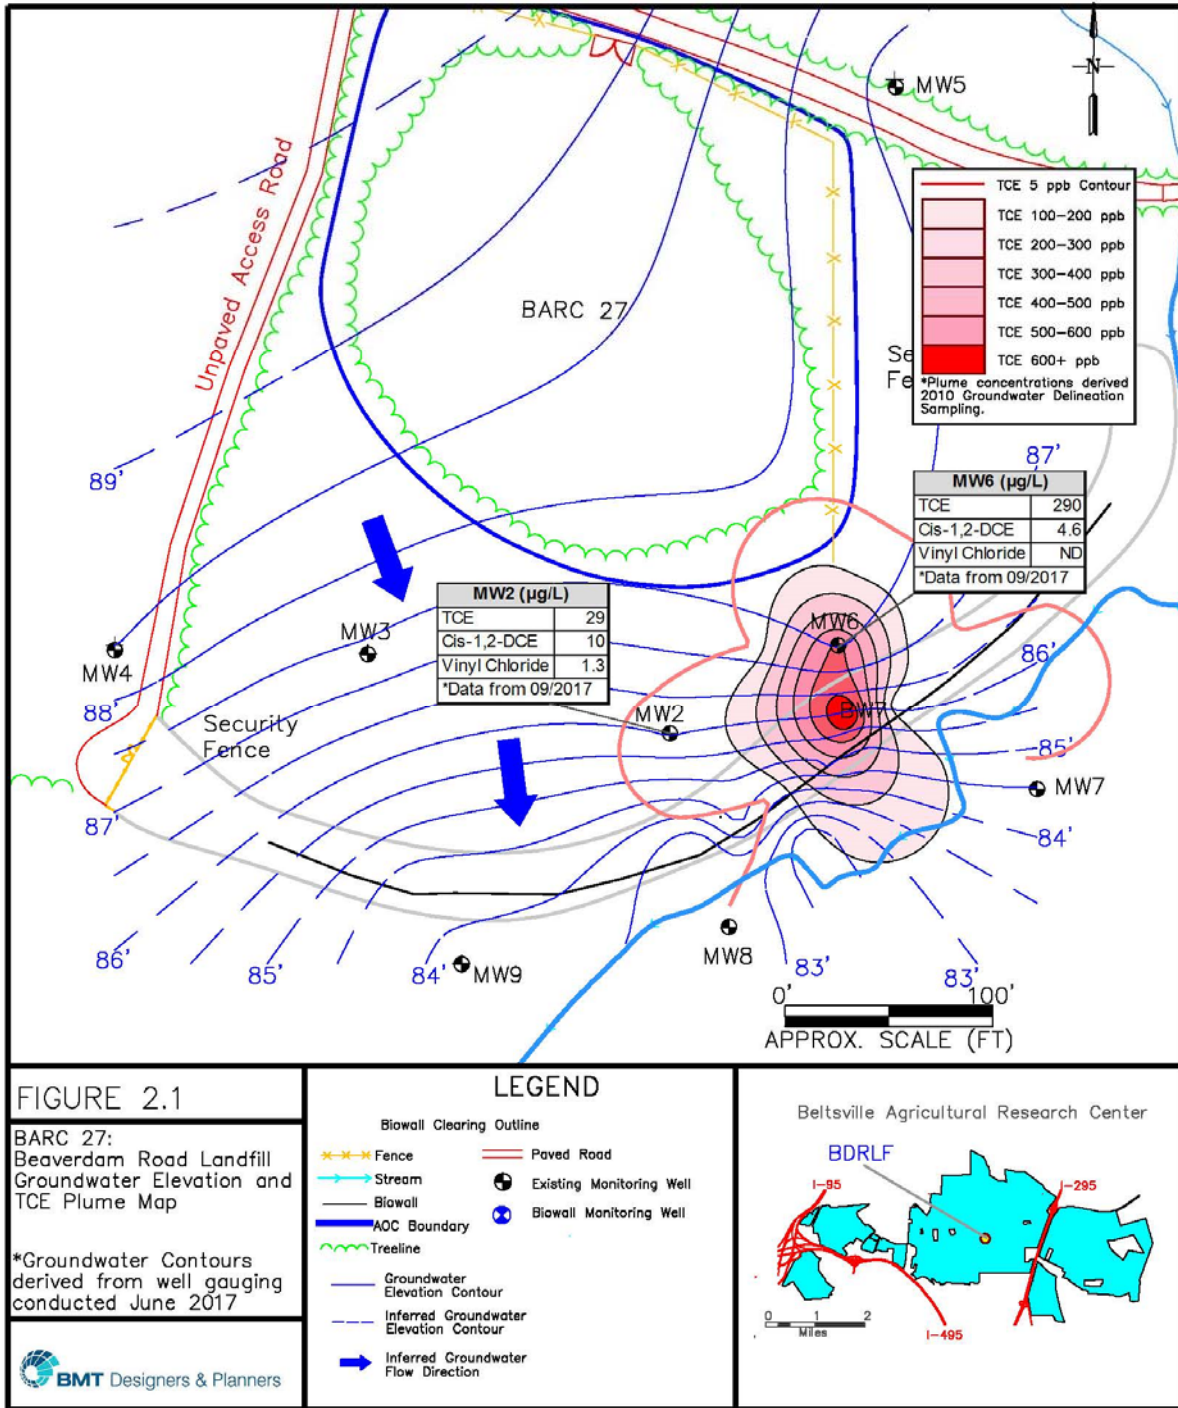 MW5
N
TCE 5 ppb Contour
TCE 100-200 ppb
TCE 200-300 ppb
TCE 300-400 ppb
TCE 400-500 ppb
TCE 500-600 ppb
TCE 600+ ppb
*Plume concentrations derived
2010 Groundwater Delineation
Sampling.
Unpaved Access Road
BARC 27
Se
Fe
89'
87'
MW6 (µg/L)
TCE 290
Cis-1,2-DCE 4.6
Vinyl Chloride ND
*Data from 09/2017
MW2 (µg/L)
TCE 29
Cis-1,2-DCE 10
Vinyl Chloride 1.3
*Data from 09/2017
MW6
MW3
MW4
86'
88'
Security
Fence
MW2
BW7
85'
MW7
87'
84'
86'
85'
84'
MW9
MW8
83'
83'
0' 100'
APPROX. SCALE (FT)
FIGURE 2.1
BARC 27:
Beaverdam Road Landfill
Groundwater Elevation and
TCE Plume Map
*Groundwater Contours
derived from well gauging
conducted June 2017
BMT Designers & Planners
LEGEND
Biowall Clearing Outline
Fence
Stream
Biowall
AOC Boundary
Treeline
Groundwater
Elevation Contour
Inferred Groundwater
Elevation Contour
Inferred Groundwater
Flow Direction
Paved Road
Existing Monitoring Well
Biowall Monitoring Well
Beltsville Agricultural Research Center
BDRLF
I-95
I-295
I-495
0 1 2
Miles